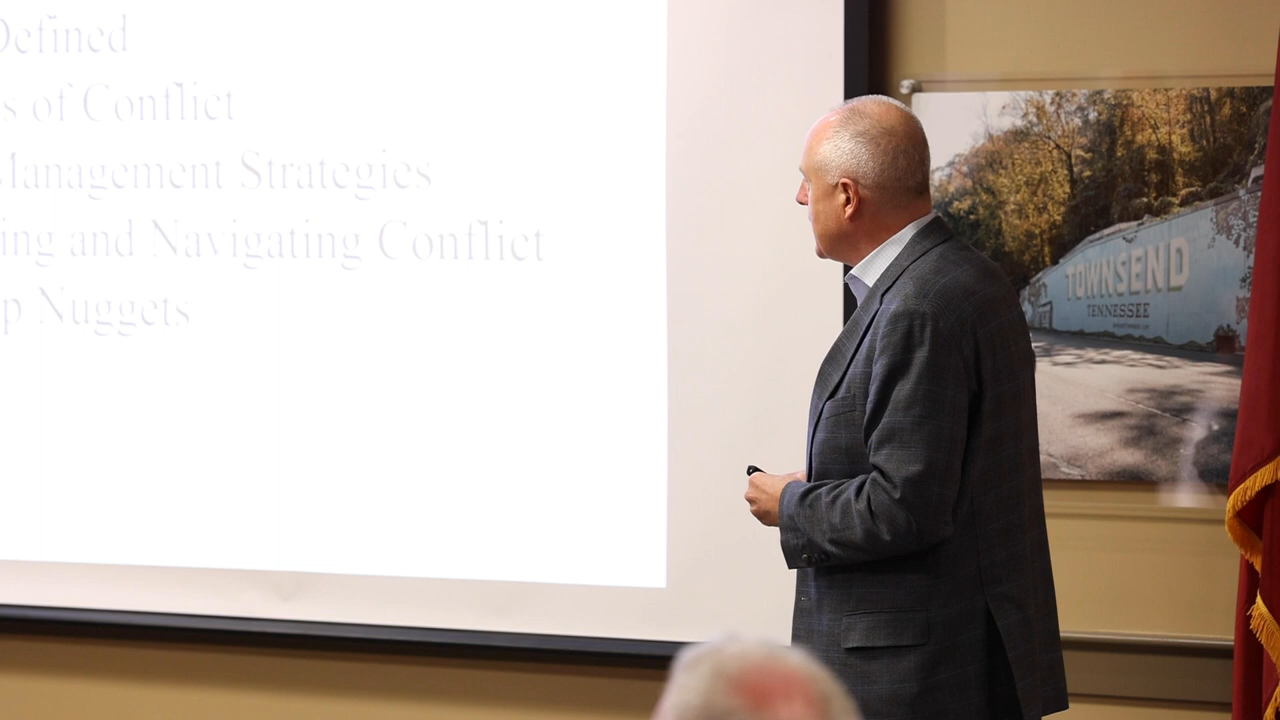 Defined
s of Conflict
Management Strategies
ing and Navigating Conflict
p Nuggets
TOWNSEND
TENNESSEE